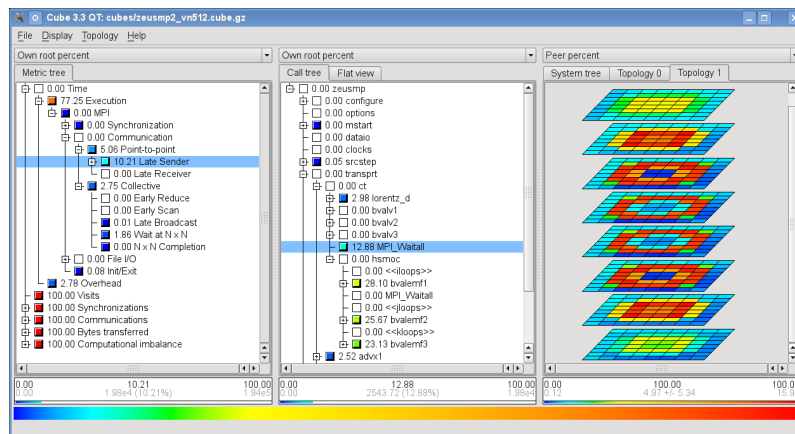 Cube 3.3 QT: cubes/zeusmp2_vn512.cube.gz
File Display Topology Help
Own root percent
Metric tree
0.00 Time
77.25 Execution
0.00 MPI
0.00 Synchronization
0.00 Communication
5.06 Point-to-point
10.21 Late Sender
0.00 Late Receiver
2.75 Collective
0.00 Early Reduce
0.00 Early Scan
0.01 Late Broadcast
1.86 Wait at N x N
0.00 N x N Completion
0.00 File I/O
0.08 Init/Exit
2.78 Overhead
100.00 Visits
100.00 Synchronizations
100.00 Communications
100.00 Bytes transferred
100.00 Computational imbalance
0.00 10.21 100.00
0.00 1.98e4 (10.21%) 1.94e5
Own root percent
Call tree Flat view
0.00 zeusmp
0.00 configure
0.00 options
0.00 mstart
0.00 dataio
0.00 clocks
0.05 srcstep
0.00 transprt
0.00 ct
2.98 lorentz_d
0.00 bvalv1
0.00 bvalv2
0.00 bvalv3
12.88 MPI_Waitall
0.00 hsmoc
0.00 <<iloops>>
28.10 bvalemf1
0.00 MPI_Waitall
0.00 <<jloops>>
25.67 bvalemf2
0.00 <<kloops>>
23.13 bvalemf3
2.52 advx1
0.00 12.88 100.00
0.00 2543.72 (12.88%) 1.98e4
Peer percent
System tree Topology 0 Topology 1
0.00 100.00 100.0
0.12 4.97 +/- 5.34 15.9